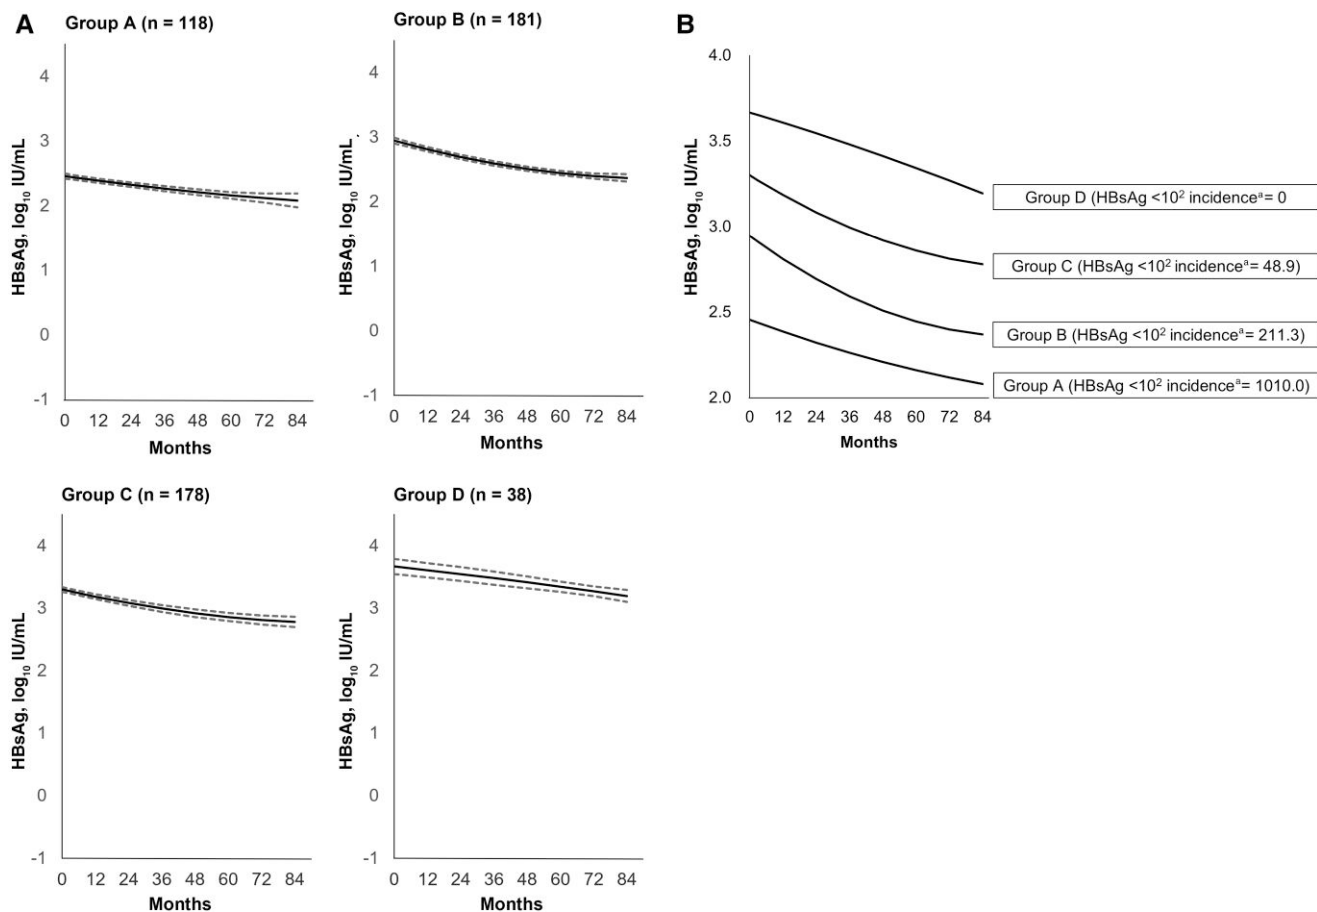 A
Group A (n = 118)
HBsAg, log₁₀ IU/mL
4
3
2
1
0
-1
0 12 24 36 48 60 72 84
Months
Group B (n = 181)
HBsAg, log₁₀ IU/mL
4
3
2
1
0
-1
0 12 24 36 48 60 72 84
Months
Group C (n = 178)
HBsAg, log₁₀ IU/mL
4
3
2
1
0
-1
0 12 24 36 48 60 72 84
Months
Group D (n = 38)
HBsAg, log₁₀ IU/mL
4
3
2
1
0
-1
0 12 24 36 48 60 72 84
Months
B
HBsAg, log₁₀ IU/mL
4.0
3.5
3.0
2.5
2.0
0 12 24 36 48 60 72 84
Months
Group D (HBsAg <10² incidenceᵃ= 0
Group C (HBsAg <10² incidenceᵃ= 48.9)
Group B (HBsAg <10² incidenceᵃ= 211.3)
Group A (HBsAg <10² incidenceᵃ= 1010.0)